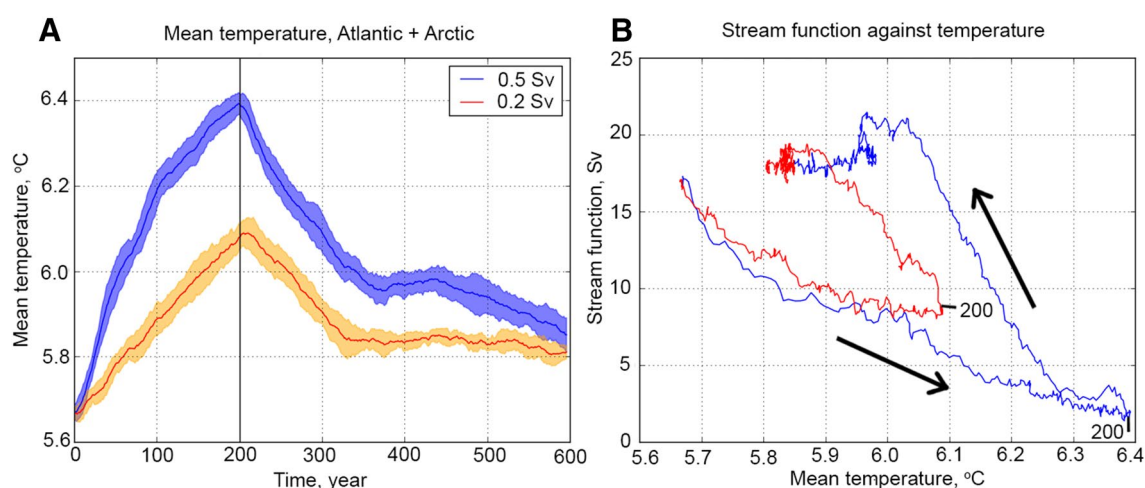 A
Mean temperature, Atlantic + Arctic
6.4
6.2
6.0
5.8
5.6
Mean temperature, °C
0.5 Sv
0.2 Sv
0 100 200 300 400 500 600
Time, year
B
Stream function against temperature
25
20
15
10
5
0
Stream function, Sv
200
200
5.6 5.7 5.8 5.9 6.0 6.1 6.2 6.3 6.4
Mean temperature, °C